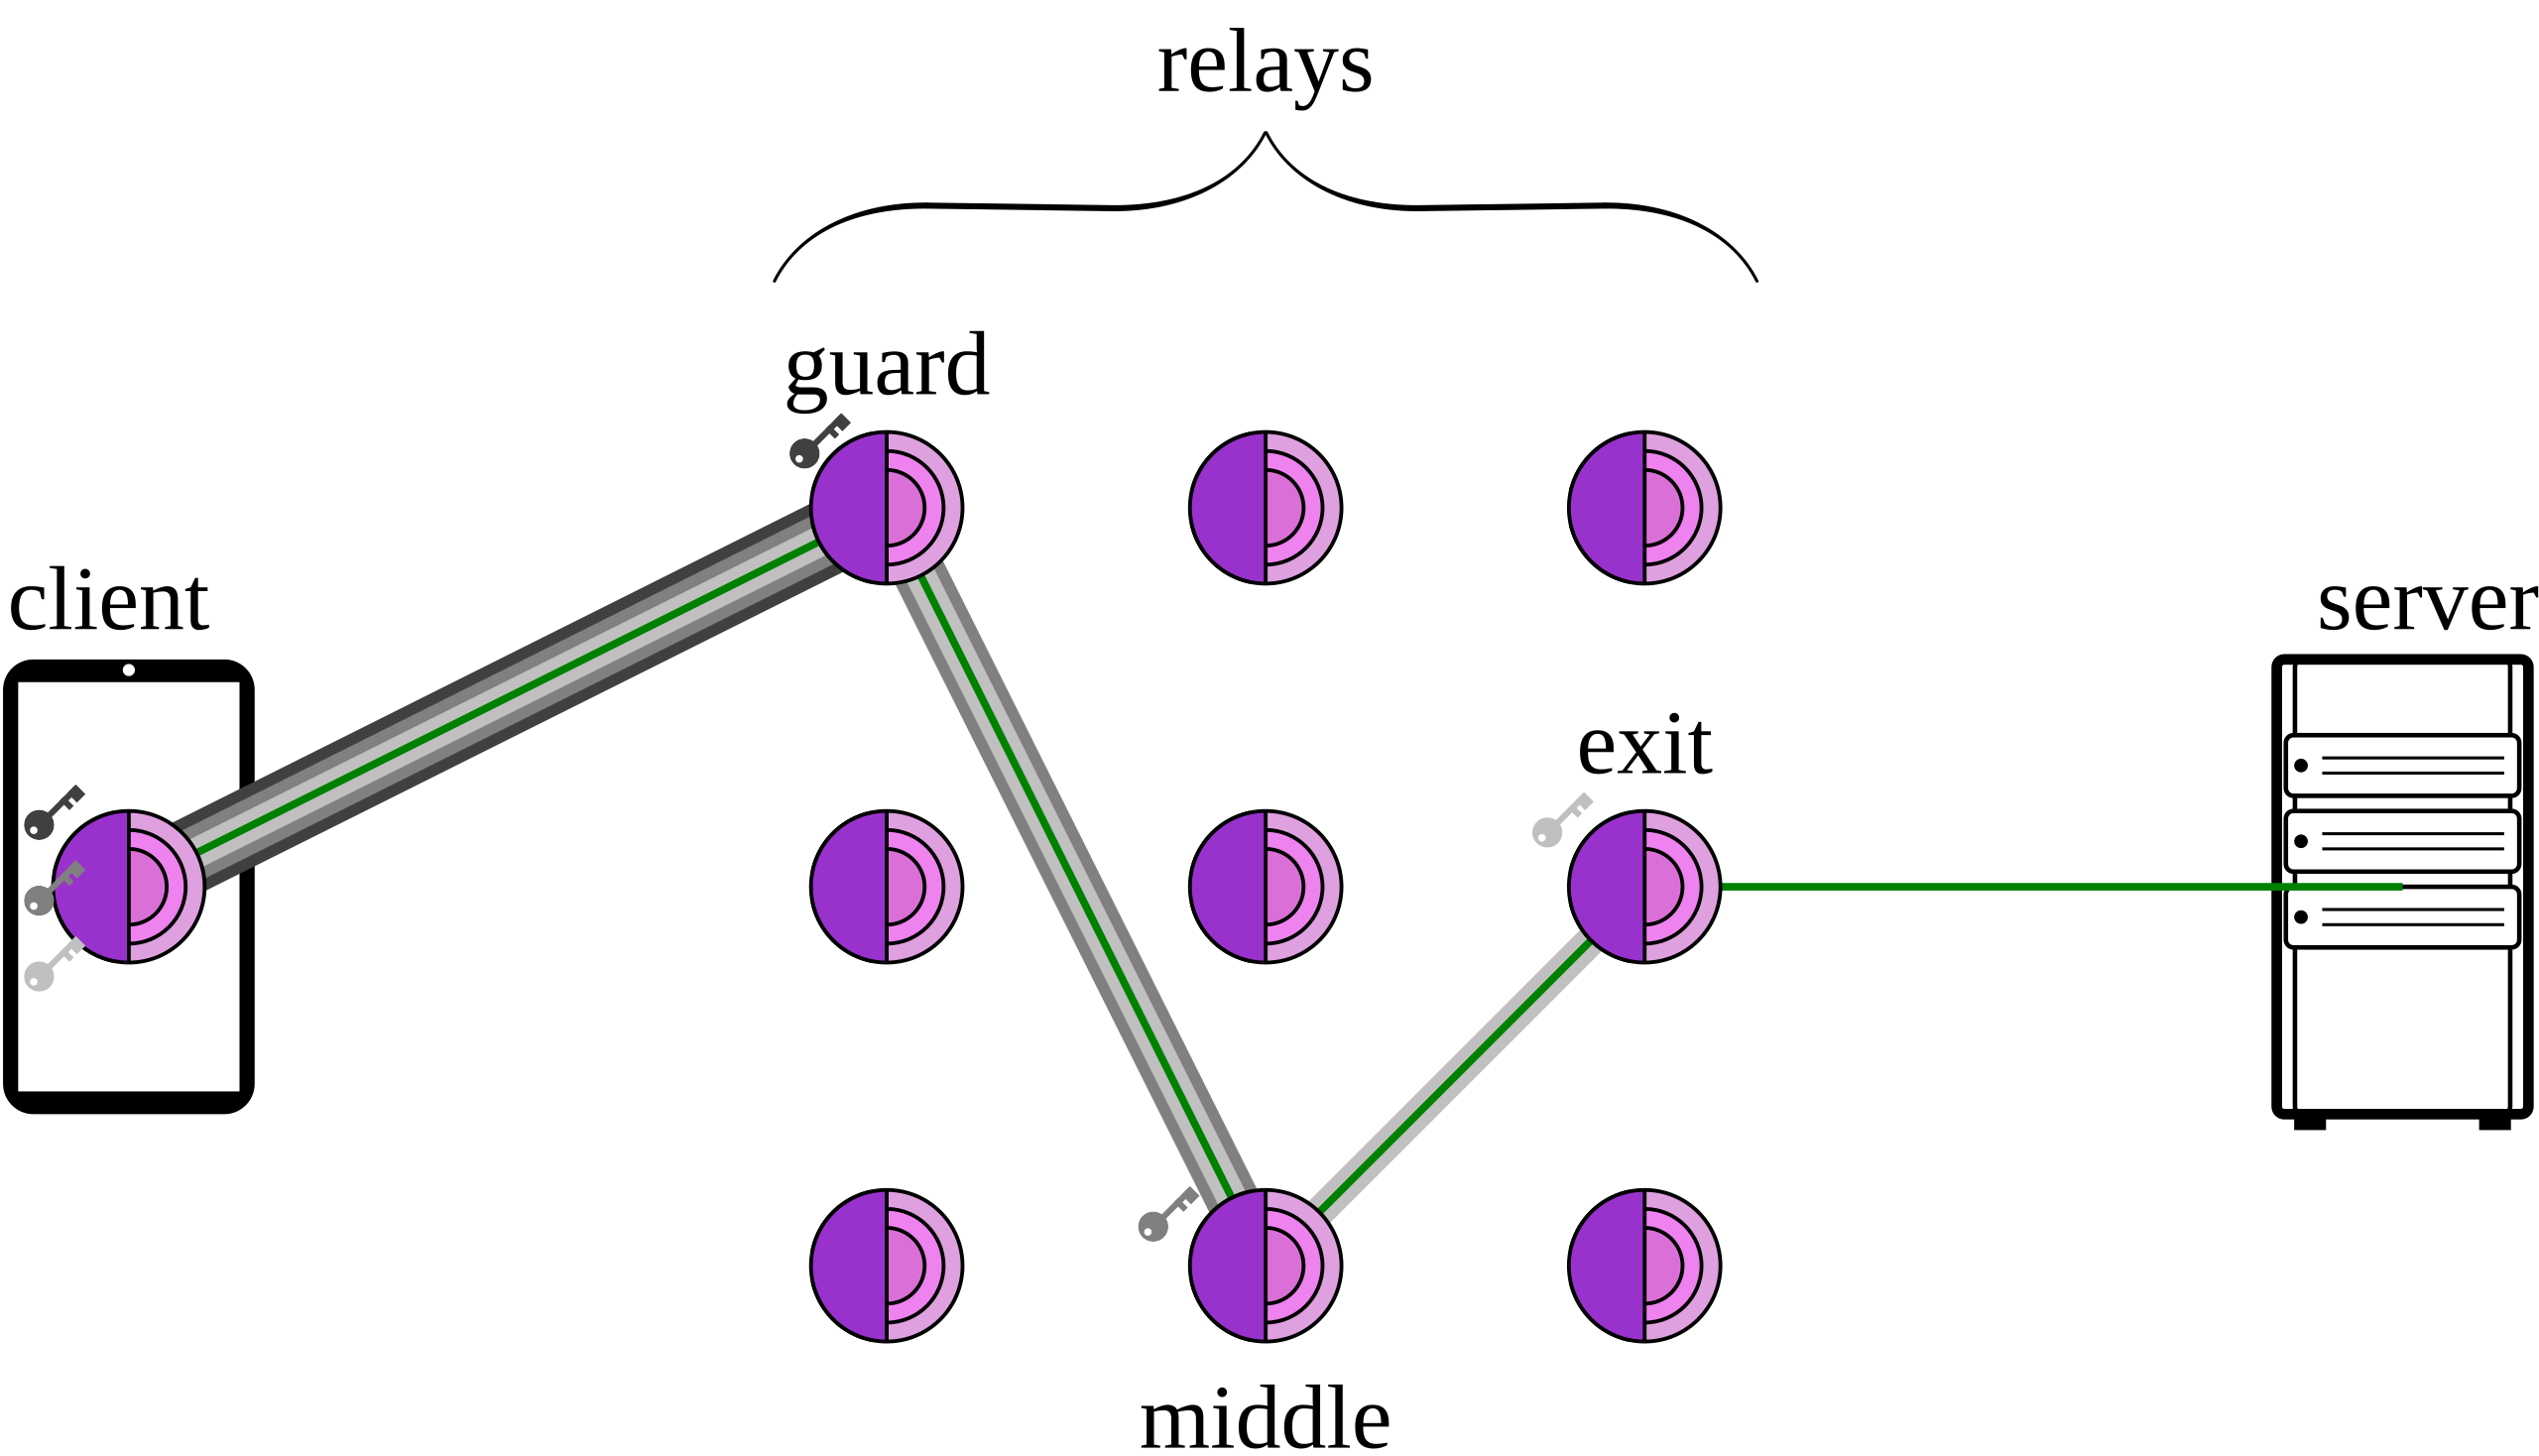 relays
guard
client
server
exit
middle